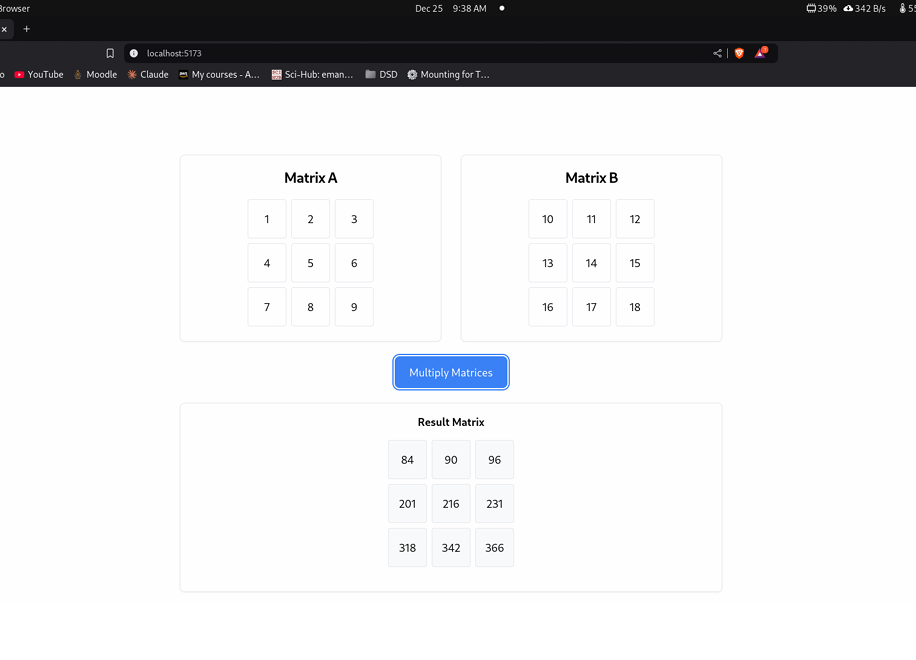 Browser
Dec 25 9:38 AM
39% 342 B/s 55
localhost:5173
YouTube Moodle Claude My courses - A... Sci-Hub: eman... DSD Mounting for T...
Matrix A Matrix B
1 2 3 10 11 12
4 5 6 13 14 15
7 8 9 16 17 18
Multiply Matrices
Result Matrix
84 90 96
201 216 231
318 342 366